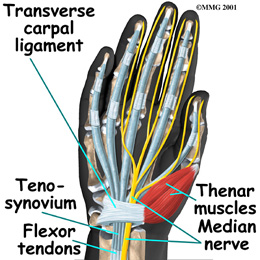 ©MMG 2001
Transverse
carpal
ligament
Teno-
synovium
Flexor
tendons
Thenar
muscles
Median
nerve